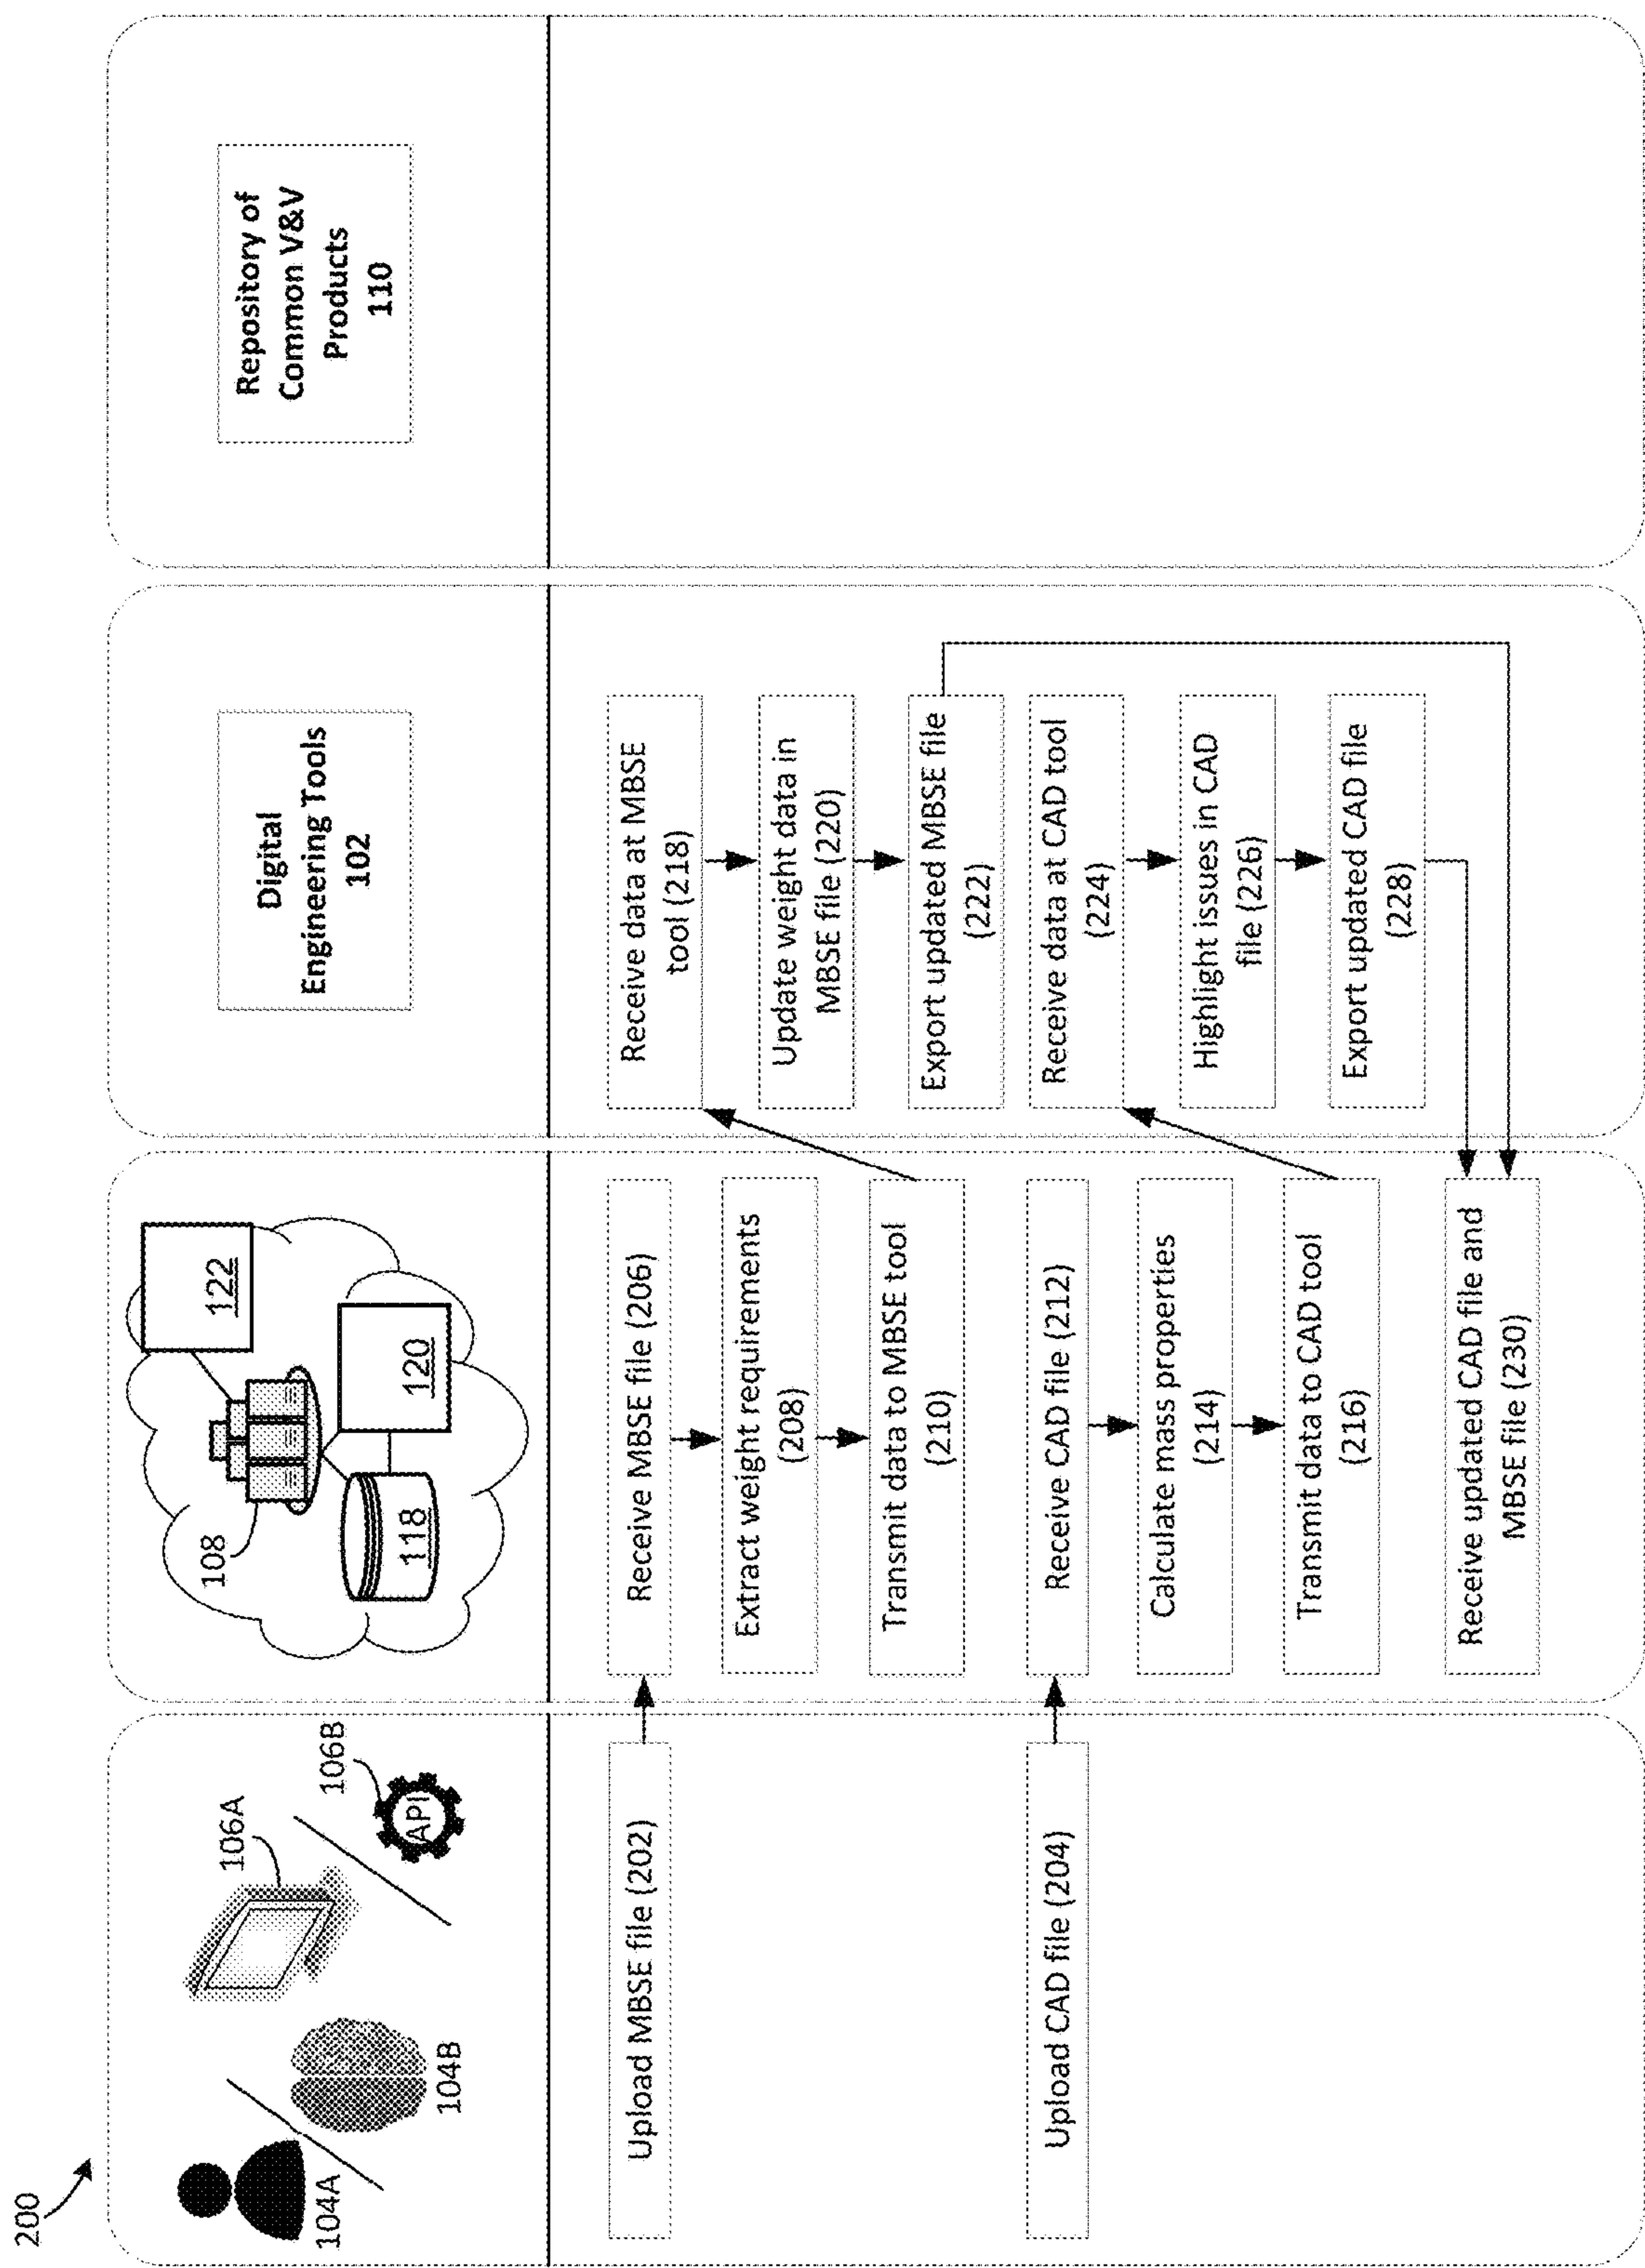 200
104A
104B
106A
106B
API
108
122
118
120
Digital
Engineering Tools
102
Repository of
Common V&V
Products
110
Upload MBSE file (202)
Upload CAD file (204)
Receive MBSE file (206)
Extract weight requirements
(208)
Transmit data to MBSE tool
(210)
Receive CAD file (212)
Calculate mass properties
(214)
Transmit data to CAD tool
(216)
Receive updated CAD file and
MBSE file (230)
Receive data at MBSE
tool (218)
Update weight data in
MBSE file (220)
Export updated MBSE file
(222)
Receive data at CAD tool
(224)
Highlight issues in CAD
file (226)
Export updated CAD file
(228)